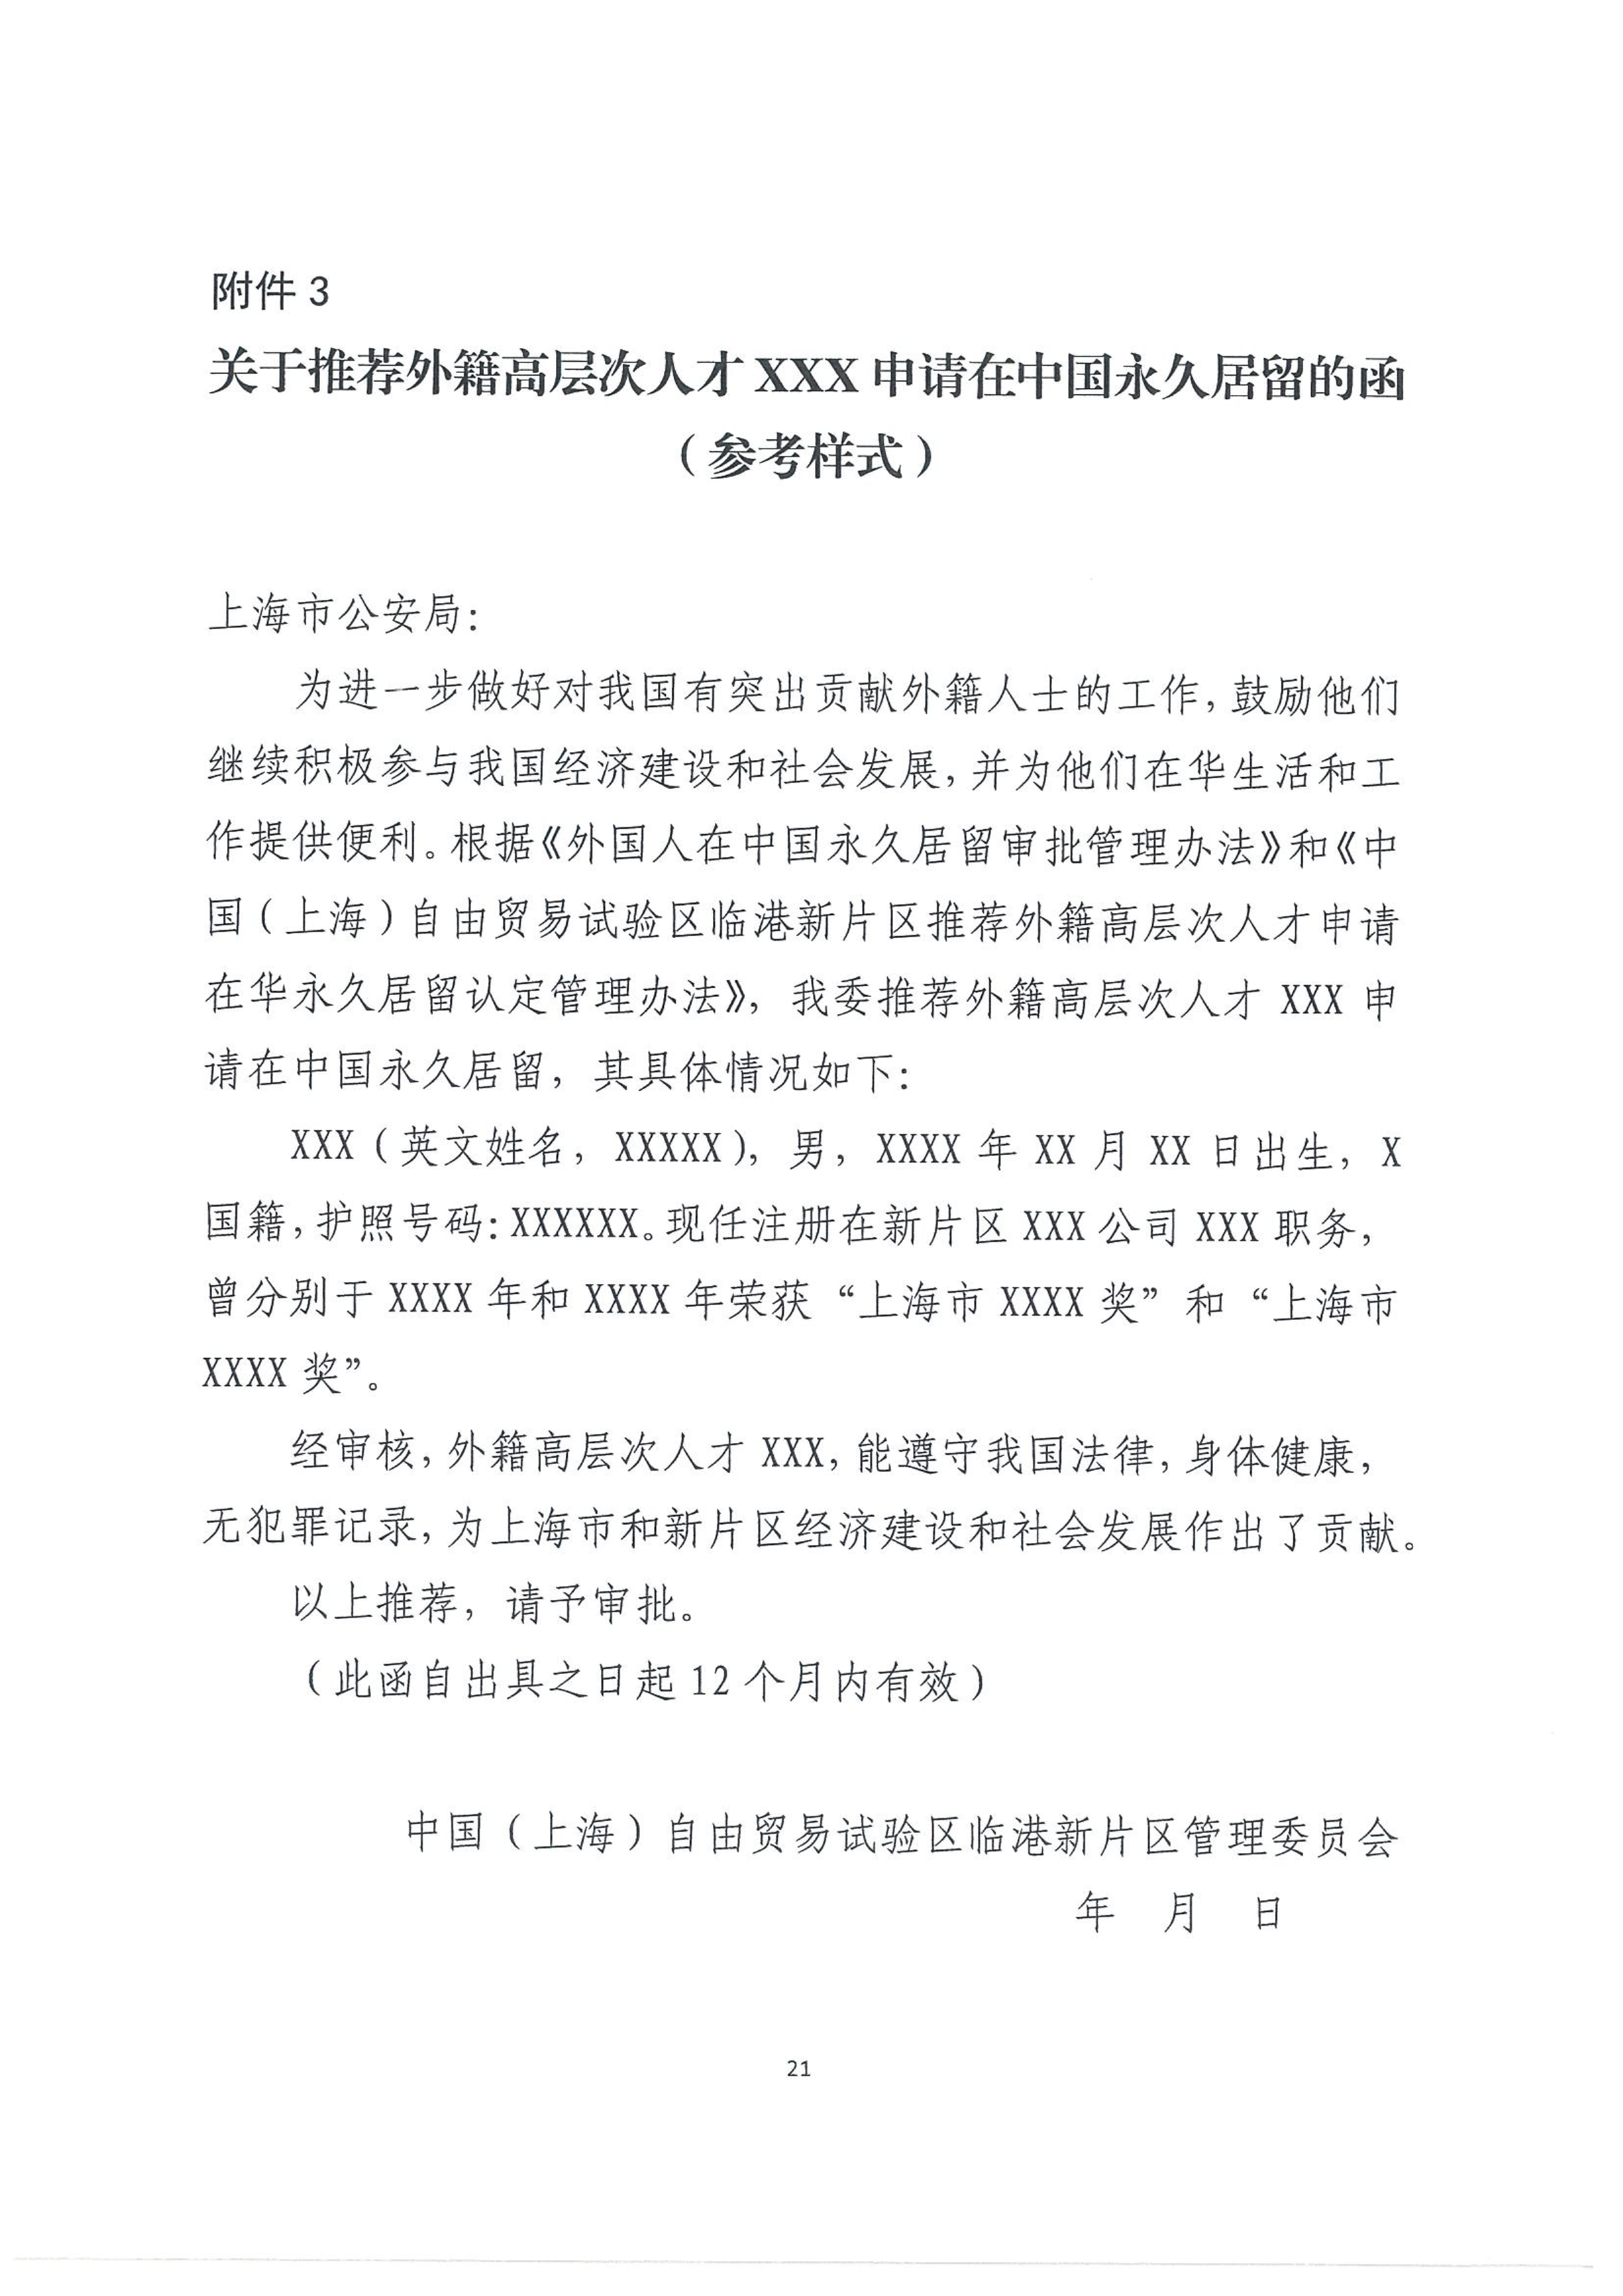 附件 3
关于推荐外籍高层次人才 XXX 申请在中国永久居留的函
（参考样式）
上海市公安局：
为进一步做好对我国有突出贡献外籍人士的工作，鼓励他们
继续积极参与我国经济建设和社会发展，并为他们在华生活和工
作提供便利。根据《外国人在中国永久居留审批管理办法》和《中
国（上海）自由贸易试验区临港新片区推荐外籍高层次人才申请
在华永久居留认定管理办法》，我委推荐外籍高层次人才 XXX 申
请在中国永久居留，其具体情况如下：
XXX（英文姓名，XXXXX），男，XXXX 年 XX 月 XX 日出生，X
国籍，护照号码：XXXXXX。现任注册在新片区 XXX 公司 XXX 职务，
曾分别于 XXXX 年和 XXXX 年荣获“上海市 XXXX 奖”和“上海市
XXXX 奖”。
经审核，外籍高层次人才 XXX，能遵守我国法律，身体健康，
无犯罪记录，为上海市和新片区经济建设和社会发展作出了贡献。
以上推荐，请予审批。
（此函自出具之日起 12 个月内有效）
中国（上海）自由贸易试验区临港新片区管理委员会
年 月 日
21